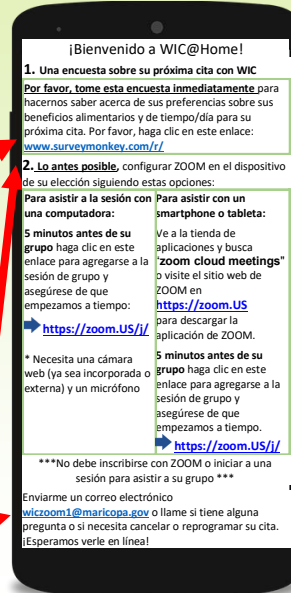 ¡Bienvenido a WIC@Home!
1. Una encuesta sobre su próxima cita con WIC
Por favor, tome esta encuesta inmediatamente para
hacernos saber acerca de sus preferencias sobre sus
beneficios alimentarios y de tiempo/día para su
próxima cita. Por favor, haga clic en este enlace:
www.surveymonkey.com/r/
2. Lo antes posible, configurar ZOOM en el dispositivo
de su elección siguiendo estas opciones:
Para asistir a la sesión con
una computadora:
5 minutos antes de su
grupo haga clic en este
enlace para agregarse a la
sesión de grupo y
asegúrese de que
empezamos a tiempo:
https://zoom.US/j/
* Necesita una cámara
web (ya sea incorporada o
externa) y un micrófono
Para asistir con un
smartphone o tableta:
Ve a la tienda de
aplicaciones y busca
"zoom cloud meetings"
o visite el sitio web de
ZOOM en
https://zoom.US
para descargar la
aplicación de ZOOM.
5 minutos antes de su
grupo haga clic en este
enlace para agregarse a la
sesión de grupo y
asegúrese de que
empezamos a tiempo.
https://zoom.US/j/
***No debe inscribirse con ZOOM o iniciar a una
sesión para asistir a su grupo ***
Enviarme un correo electrónico
wiczoom1@maricopa.gov o llame si tiene alguna
pregunta o si necesita cancelar o reprogramar su cita.
¡Esperamos verle en línea!